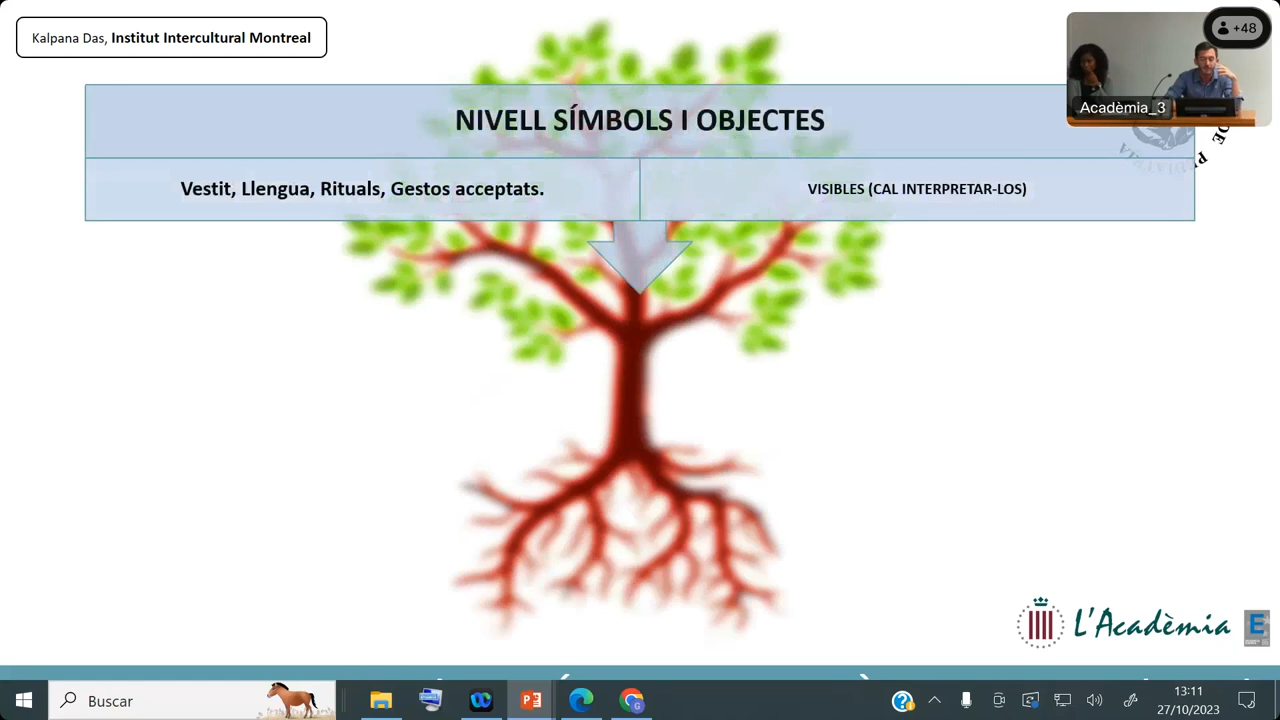 Kalpana Das, Institut Intercultural Montreal
+48
Acadèmia_3
NIVELL SÍMBOLS I OBJECTES
Vestit, Llengua, Rituals, Gestos acceptats.
VISIBLES (CAL INTERPRETAR-LOS)
L'Acadèmia
E
Buscar
13:11
27/10/2023